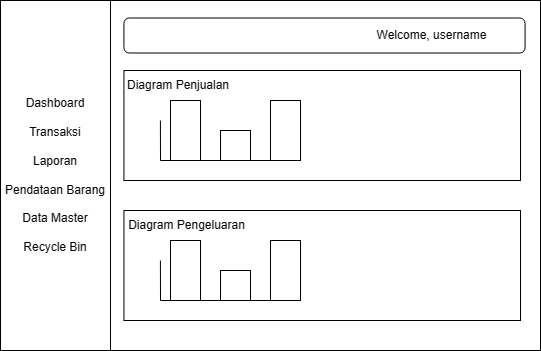 Welcome, username
Dashboard
Transaksi
Laporan
Pendataan Barang
Data Master
Recycle Bin
Diagram Penjualan
Diagram Pengeluaran